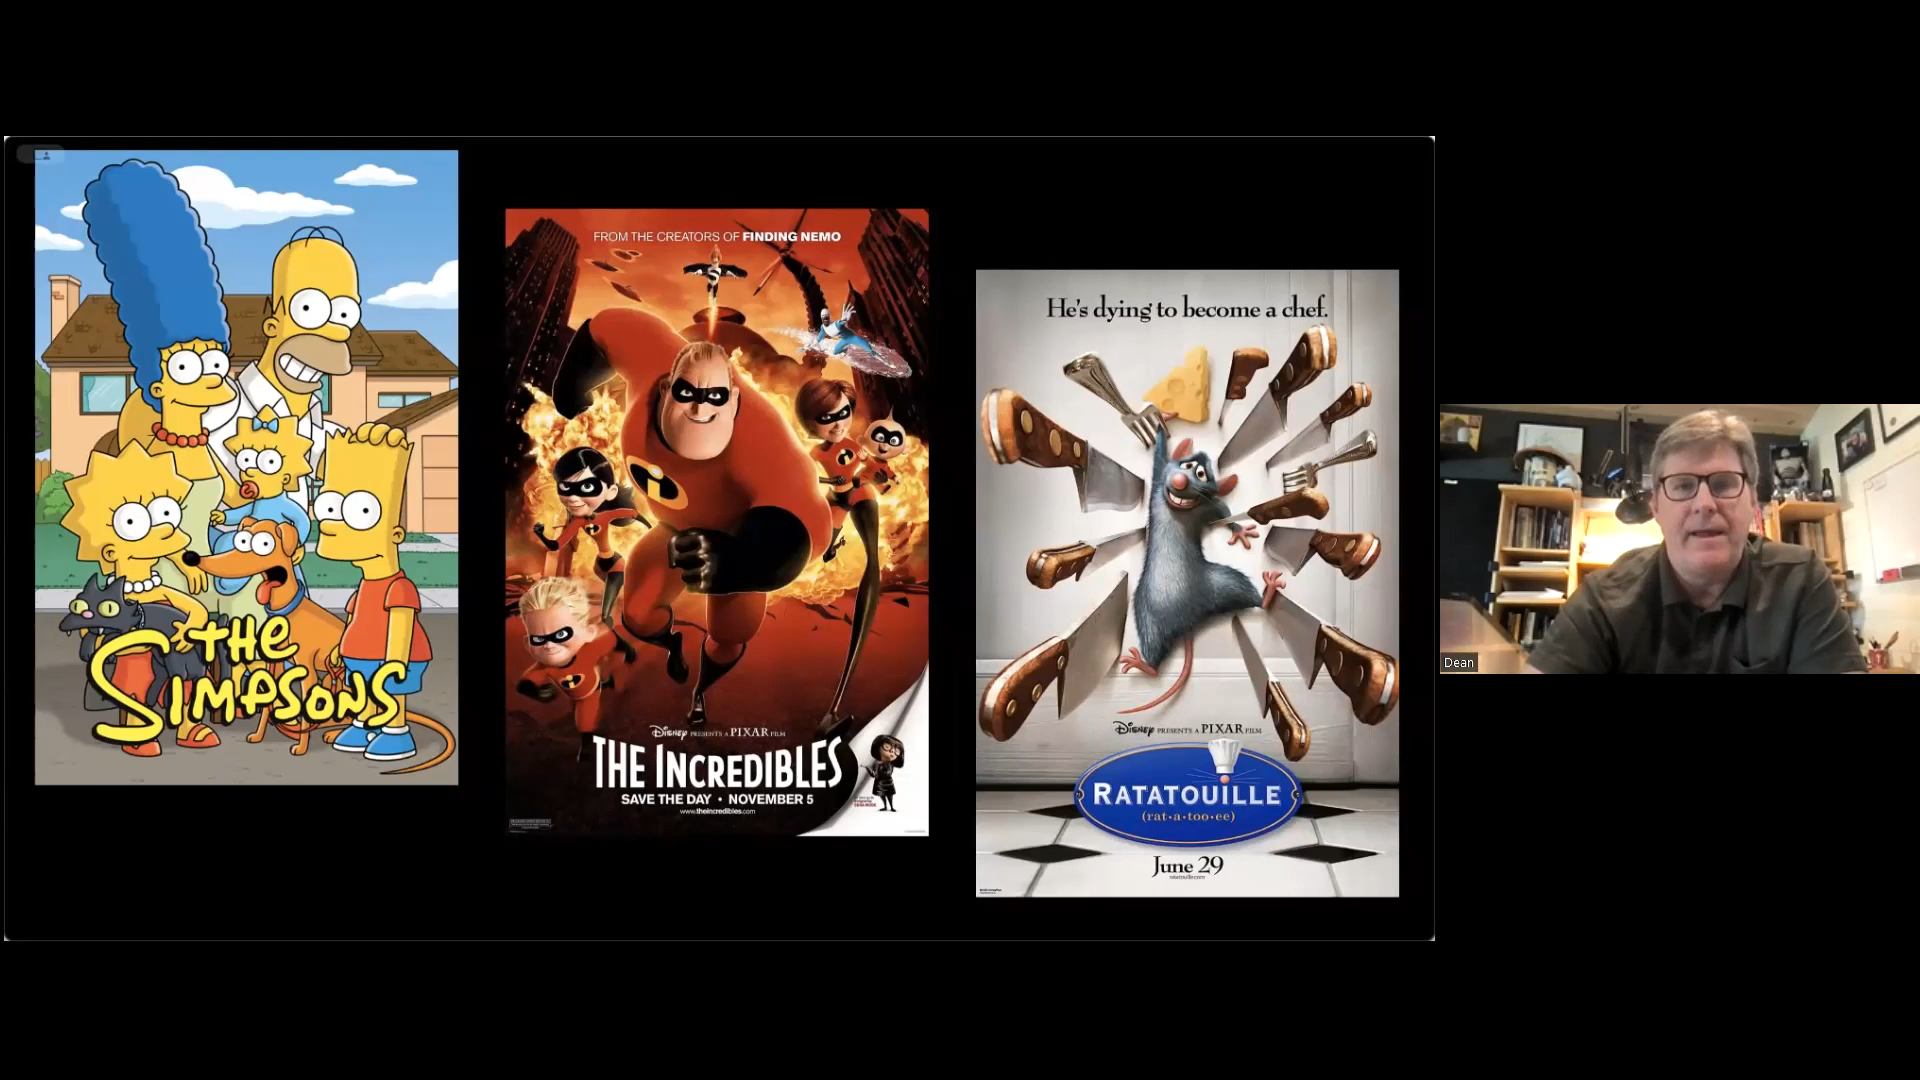 THE
SIMPSONS
FROM THE CREATORS OF FINDING NEMO
DISNEY PRESENTS A PIXAR FILM
THE INCREDIBLES
SAVE THE DAY • NOVEMBER 5
www.theincredibles.com
He's dying to become a chef.
DISNEY PRESENTS A PIXAR FILM
RATATOUILLE
(rat•a•too•ee)
June 29
Dean